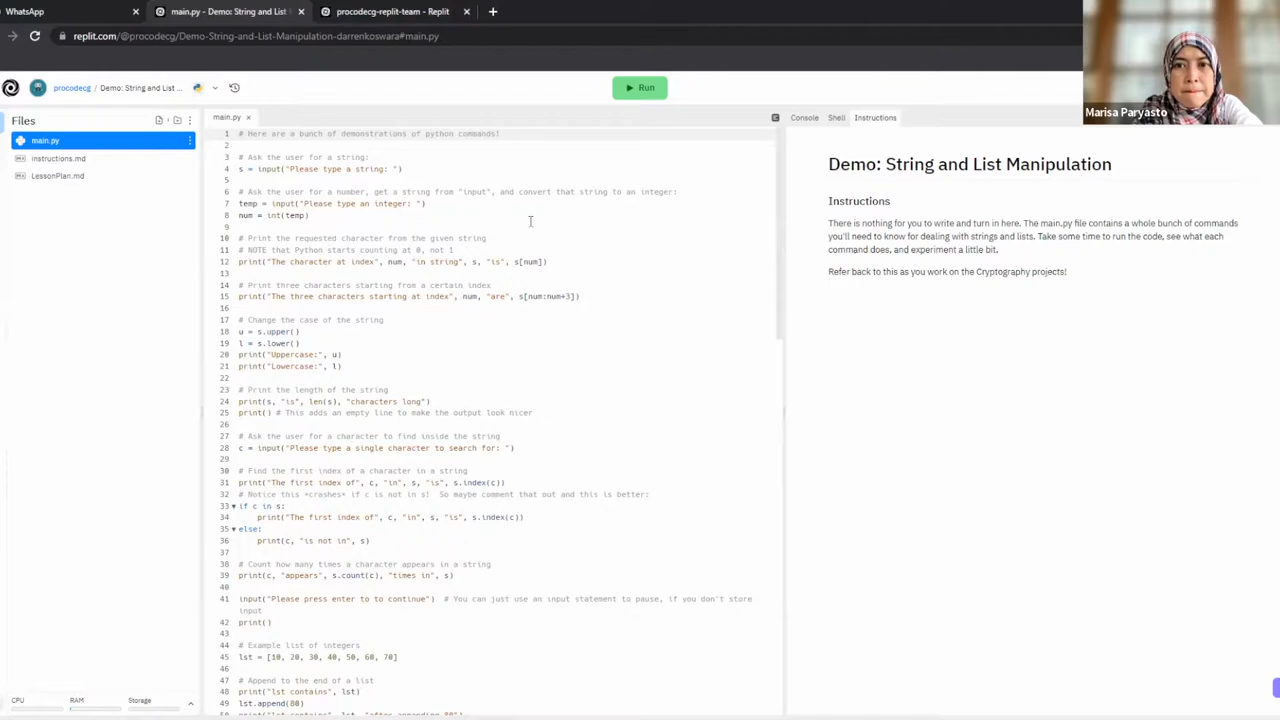 WhatsApp
main.py - Demo: String and List
procodecg-replit-team - Replit
replit.com/@procodecg/Demo-String-and-List-Manipulation-darrenkoswara#main.py
procodecg / Demo: String and List ...
Run
Files
main.py
instructions.md
LessonPlan.md
CPU
RAM
Storage
main.py
1 # Here are a bunch of demonstrations of python commands!
2
3 # Ask the user for a string:
4 s = input("Please type a string: ")
5
6 # Ask the user for a number, get a string from "input", and convert that string to an integer:
7 temp = input("Please type an integer: ")
8 num = int(temp)
9
10 # Print the requested character from the given string
11 # NOTE that Python starts counting at 0, not 1
12 print("The character at index", num, "in string", s, "is", s[num])
13
14 # Print three characters starting from a certain index
15 print("The three characters starting at index", num, "are", s[num:num+3])
16
17 # Change the case of the string
18 u = s.upper()
19 l = s.lower()
20 print("Uppercase:", u)
21 print("Lowercase:", l)
22
23 # Print the length of the string
24 print(s, "is", len(s), "characters long")
25 print() # This adds an empty line to make the output look nicer
26
27 # Ask the user for a character to find inside the string
28 c = input("Please type a single character to search for: ")
29
30 # Find the first index of a character in a string
31 print("The first index of", c, "in", s, "is", s.index(c))
32 # Notice this *crashes* if c is not in s!  So maybe comment that out and this is better:
33 if c in s:
34 print("The first index of", c, "in", s, "is", s.index(c))
35 else:
36 print(c, "is not in", s)
37
38 # Count how many times a character appears in a string
39 print(c, "appears", s.count(c), "times in", s)
40
41 input("Please press enter to to continue")  # You can just use an input statement to pause, if you don't store
input
42 print()
43
44 # Example list of integers
45 lst = [10, 20, 30, 40, 50, 60, 70]
46
47 # Append to the end of a list
48 print("lst contains", lst)
49 lst.append(80)
50 print("lst contains", lst, "after appending 80")
Console
Shell
Instructions
Demo: String and List Manipulation
Instructions
There is nothing for you to write and turn in here. The main.py file contains a whole bunch of commands
you'll need to know for dealing with strings and lists. Take some time to run the code, see what each
command does, and experiment a little bit.
Refer back to this as you work on the Cryptography projects!
Marisa Paryasto